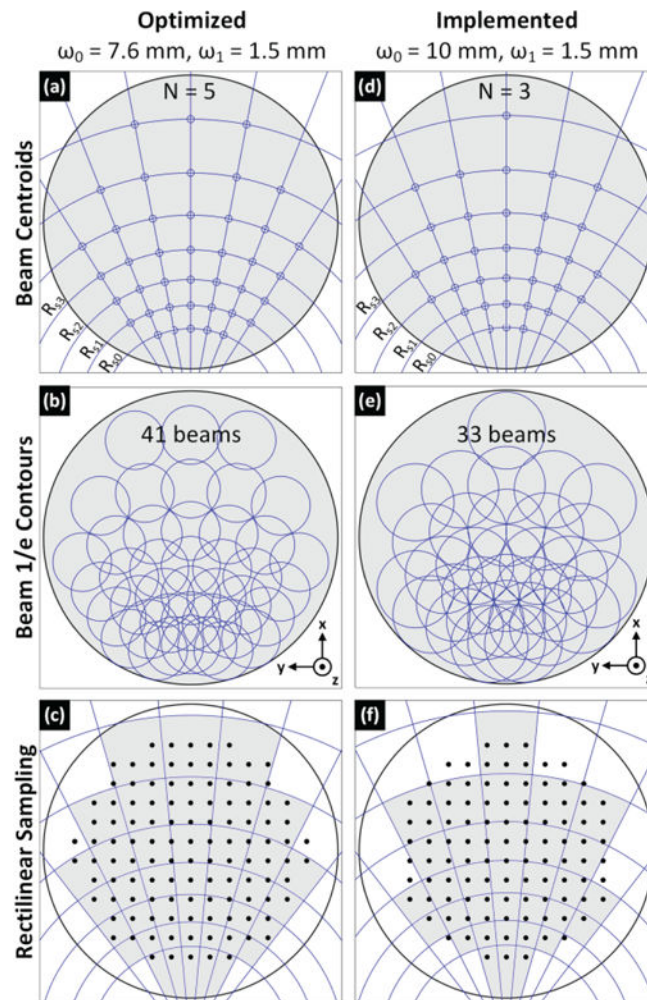 Optimized
ω₀ = 7.6 mm, ω₁ = 1.5 mm
Implemented
ω₀ = 10 mm, ω₁ = 1.5 mm
Beam Centroids
(a)
N = 5
Rs3
Rs2
Rs1
Rs0
(d)
N = 3
Rs3
Rs2
Rs1
Rs0
Beam 1/e Contours
(b)
41 beams
x
y
z
(e)
33 beams
x
y
z
Rectilinear Sampling
(c)
(f)